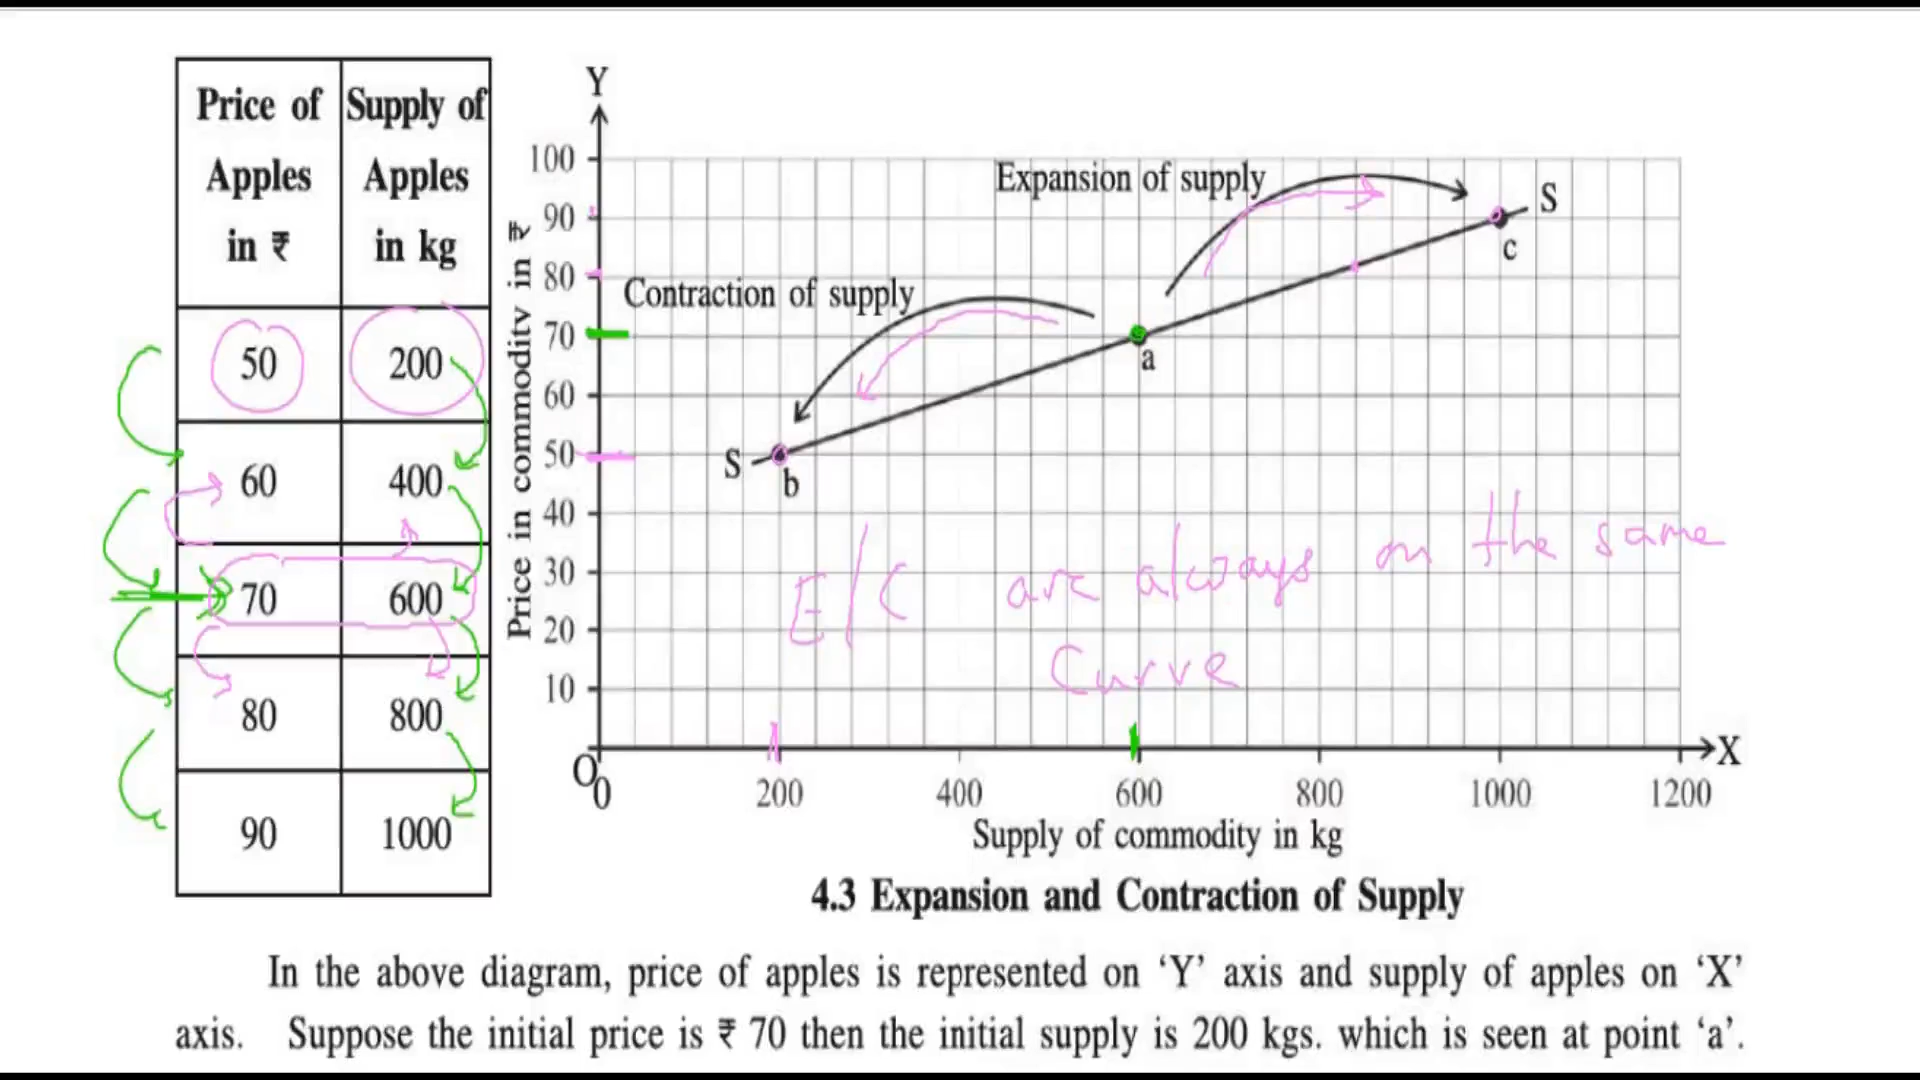 Price of Apples in ₹
Supply of Apples in kg
50 200
60 400
70 600
80 800
90 1000
Y
Price in commodity in ₹
100
90
80
70
60
50
40
30
20
10
O
0 200 400 600 800 1000 1200
X
Supply of commodity in kg
Expansion of supply
Contraction of supply
S
c
a
S
b
E/C are always on the same
Curve
4.3 Expansion and Contraction of Supply
In the above diagram, price of apples is represented on ‘Y’ axis and supply of apples on ‘X’
axis. Suppose the initial price is ₹ 70 then the initial supply is 200 kgs. which is seen at point ‘a’.